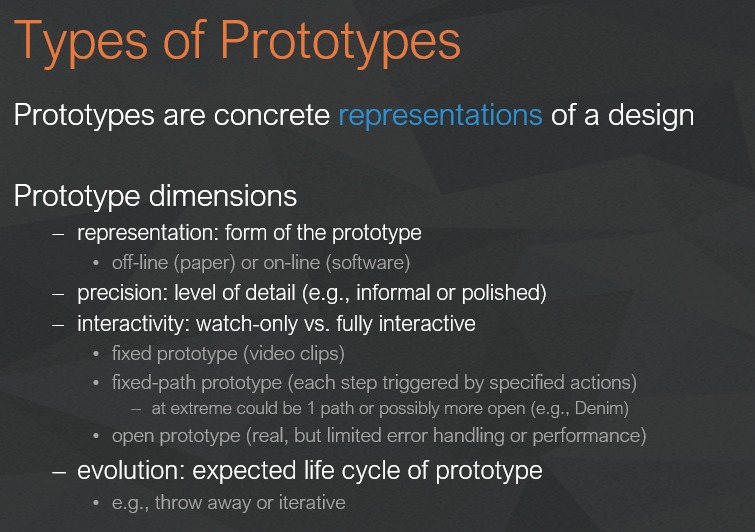 Types of Prototypes
Prototypes are concrete representations of a design
Prototype dimensions
– representation: form of the prototype
• off-line (paper) or on-line (software)
– precision: level of detail (e.g., informal or polished)
– interactivity: watch-only vs. fully interactive
• fixed prototype (video clips)
• fixed-path prototype (each step triggered by specified actions)
– at extreme could be 1 path or possibly more open (e.g., Denim)
• open prototype (real, but limited error handling or performance)
– evolution: expected life cycle of prototype
• e.g., throw away or iterative